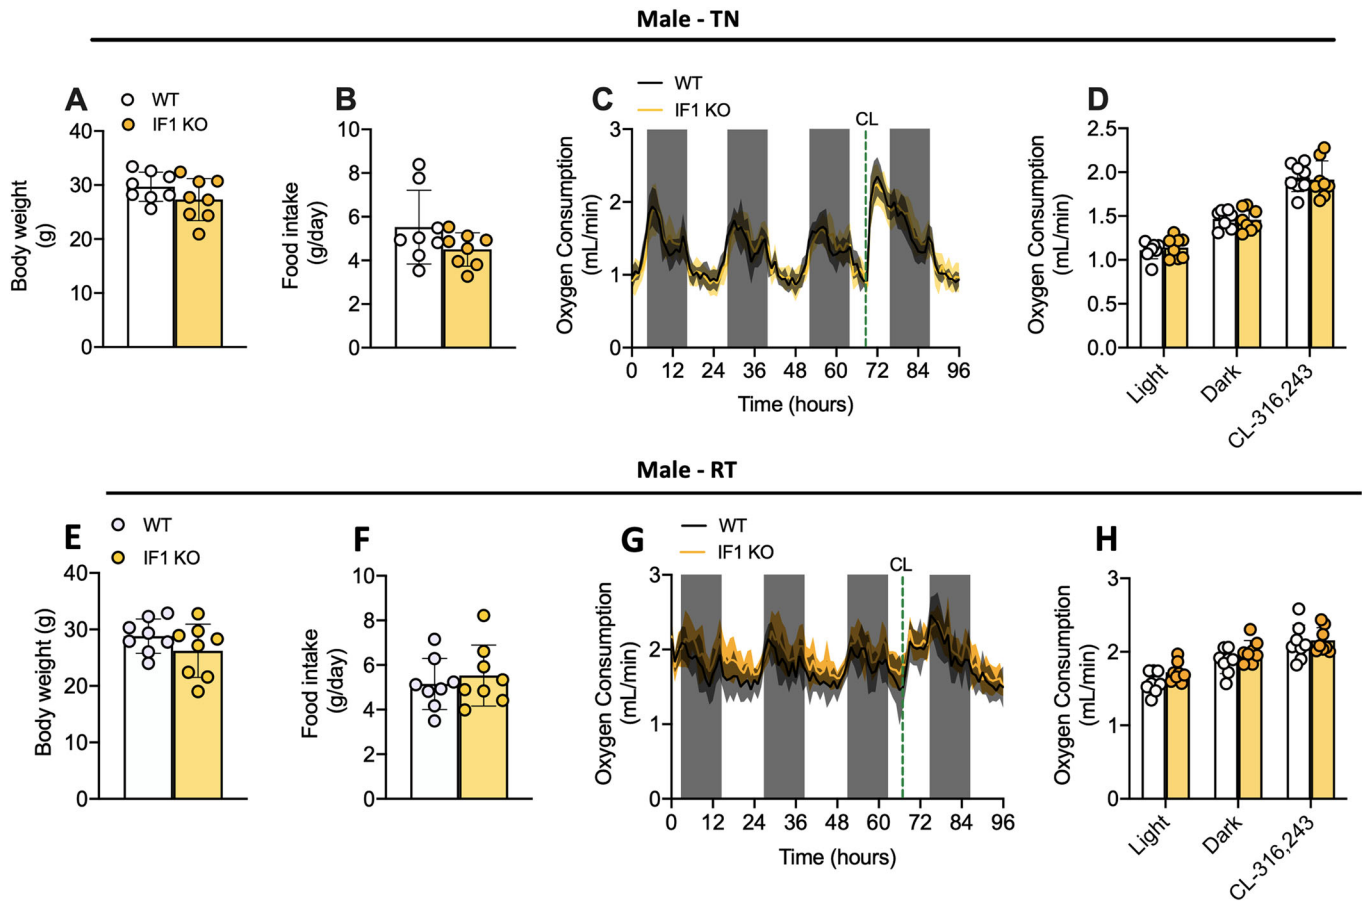 Male - TN
A
WT
IF1 KO
Body weight
(g)
40
30
20
10
0
B
Food intake
(g/day)
10
8
6
4
2
0
C
WT
IF1 KO
CL
Oxygen Consumption
(mL/min)
3
2
1
0
0 12 24 36 48 60 72 84 96
Time (hours)
D
Oxygen Consumption
(mL/min)
2.5
2.0
1.5
1.0
0.5
0.0
Light
Dark
CL-316,243
Male - RT
E
WT
IF1 KO
Body weight (g)
40
30
20
10
0
F
Food intake
(g/day)
10
8
6
4
2
0
G
WT
IF1 KO
CL
Oxygen Consumption
(mL/min)
3
2
1
0
0 12 24 36 48 60 72 84 96
Time (hours)
H
Oxygen Consumption
(mL/min)
3
2
1
0
Light
Dark
CL-316,243